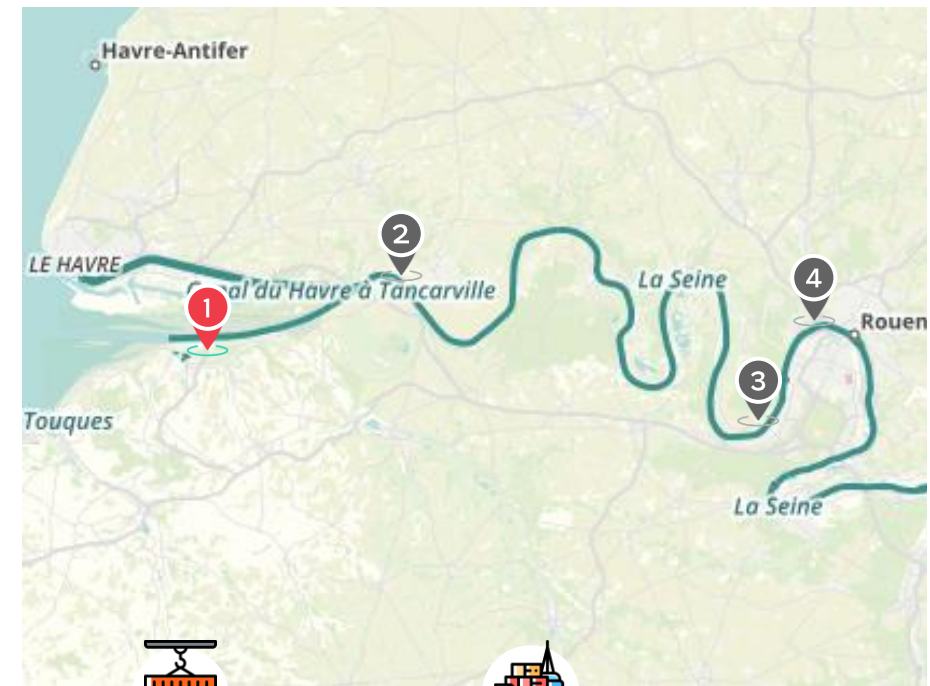 Havre-Antifer
2
LE HAVRE
La Seine
4
Canal du Havre à Tancarville
1
Rouen
3
Touques
La Seine